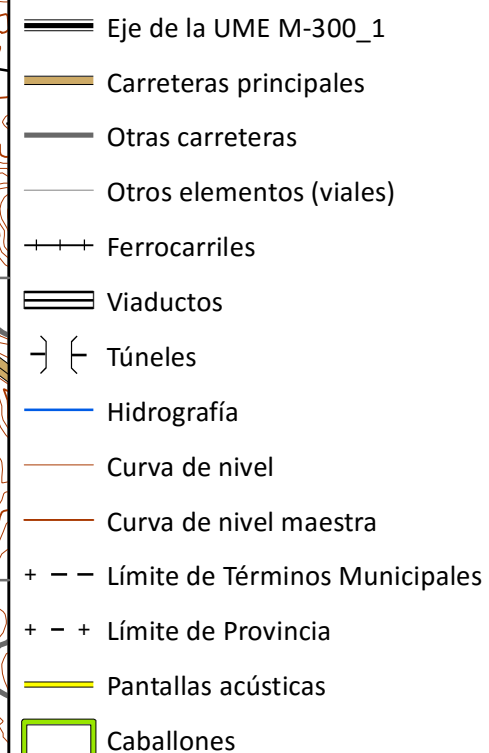 Eje de la UME M-300_1
Carreteras principales
Otras carreteras
Otros elementos (viales)
Ferrocarriles
Viaductos
Túneles
Hidrografía
Curva de nivel
Curva de nivel maestra
Límite de Términos Municipales
Límite de Provincia
Pantallas acústicas
Caballones